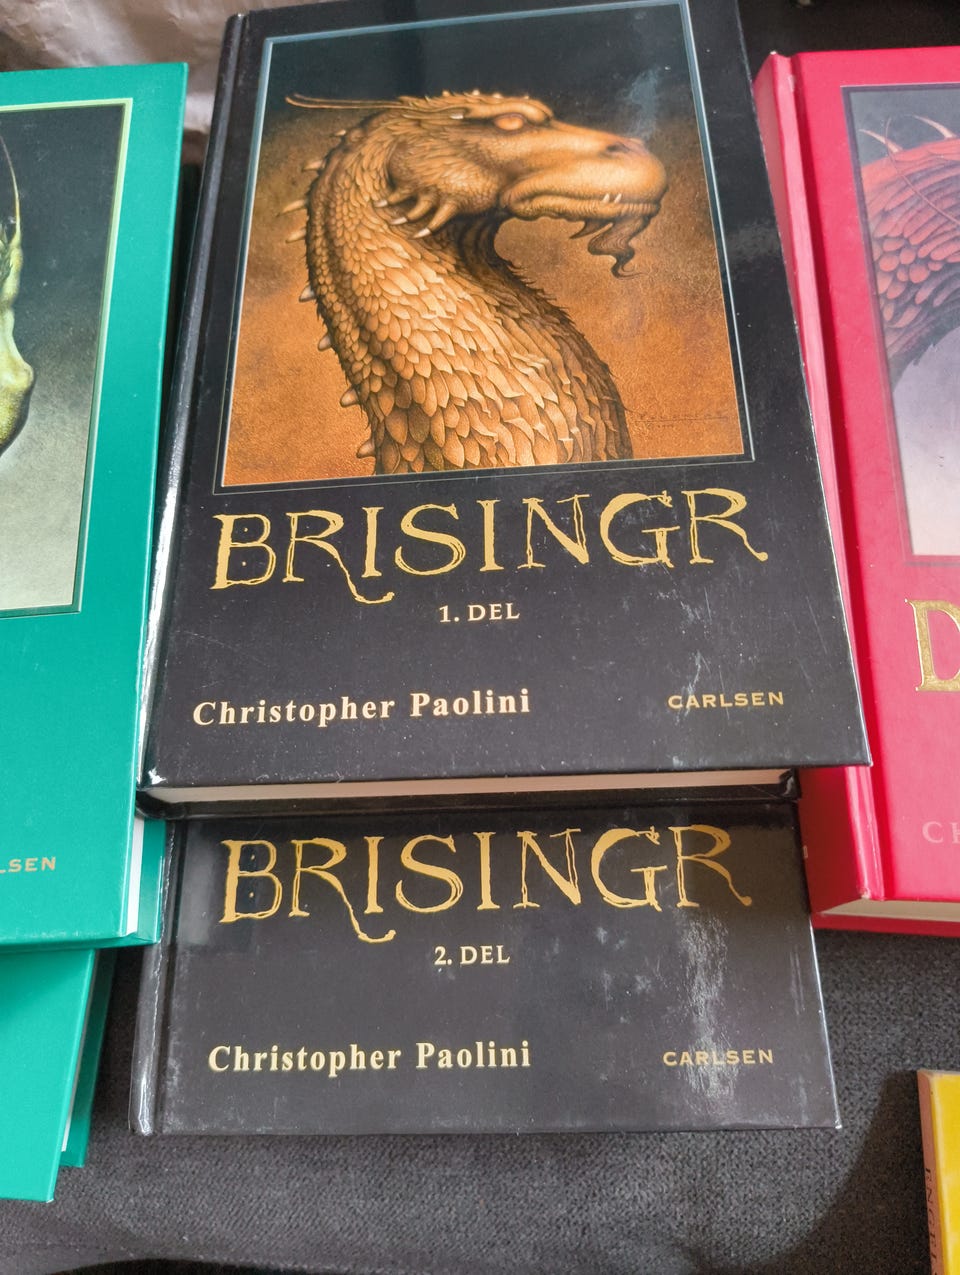 BRISINGR
1. DEL
Christopher Paolini
CARLSEN
BRISINGR
2. DEL
Christopher Paolini
CARLSEN
LSEN
D
CH